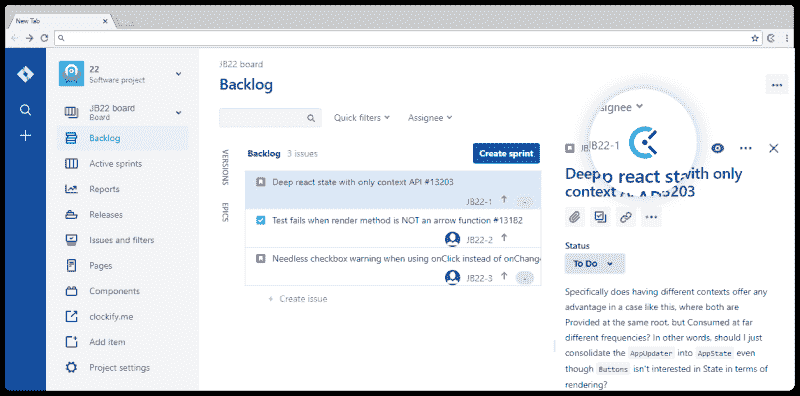 New Tab
22
Software project
JB22 board
Board
Backlog
Active sprints
Reports
Releases
Issues and filters
Pages
Components
clockify.me
Add item
Project settings
JB22 board
Backlog
Quick filters
Assignee
VERSIONS
EPICS
Backlog 3 issues
Create sprint
Deep react state with only context API #13203
JB22-1
Test fails when render method is NOT an arrow function #131B2
JB22-2
Needless checkbox warning when using onClick instead of onChang
JB22-3
+ Create issue
signee
JB22-1
Deep react state with only
context API #13203
Status
To Do
Specifically does having different contexts offer any
advantage in a case like this, where both are
Provided at the same root, but Consumed at far
different frequencies? In other words, should I just
consolidate the AppUpdater into AppState even
though Buttons isn't interested in State in terms of
rendering?